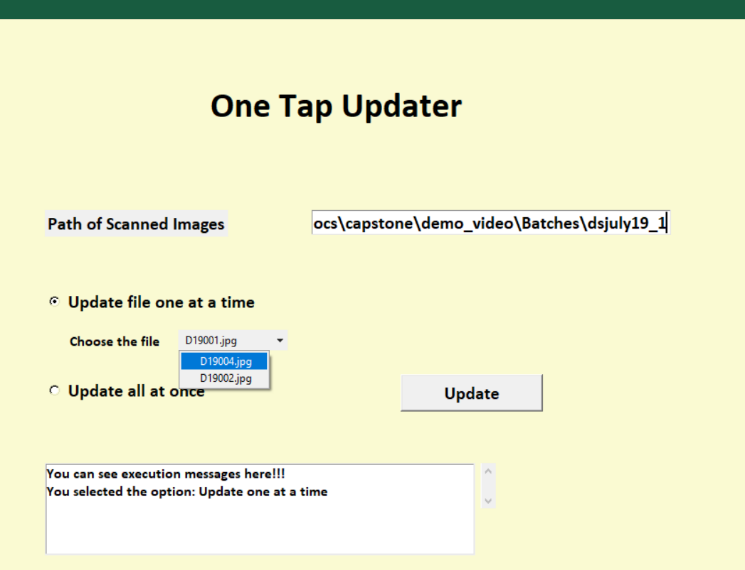 One Tap Updater
Path of Scanned Images
ocs\capstone\demo_video\Batches\dsjuly19_1
Update file one at a time
Choose the file
D19001.jpg
D19004.jpg
D19002.jpg
Update all at once
Update
You can see execution messages here!!!
You selected the option: Update one at a time